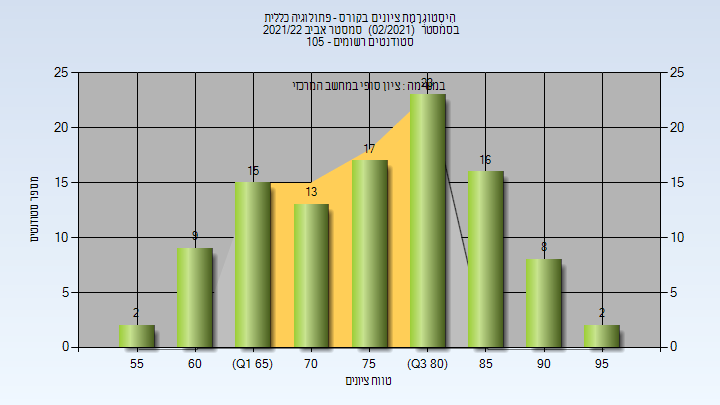 היסטוגרמת ציונים בקורס - פתולוגיה כללית
בסמסטר (02/2021) סמסטר אביב 2021/22
סטודנטים רשומים - 105
במשימה : ציון סופי במחשב המרכזי
25 25
20 20
15 15
10 10
5 5
0 0
2 9 15 13 17 23 16 8 2
55 60 (Q1 65) 70 75 (Q3 80) 85 90 95
מספר סטודנטים
טווח ציונים